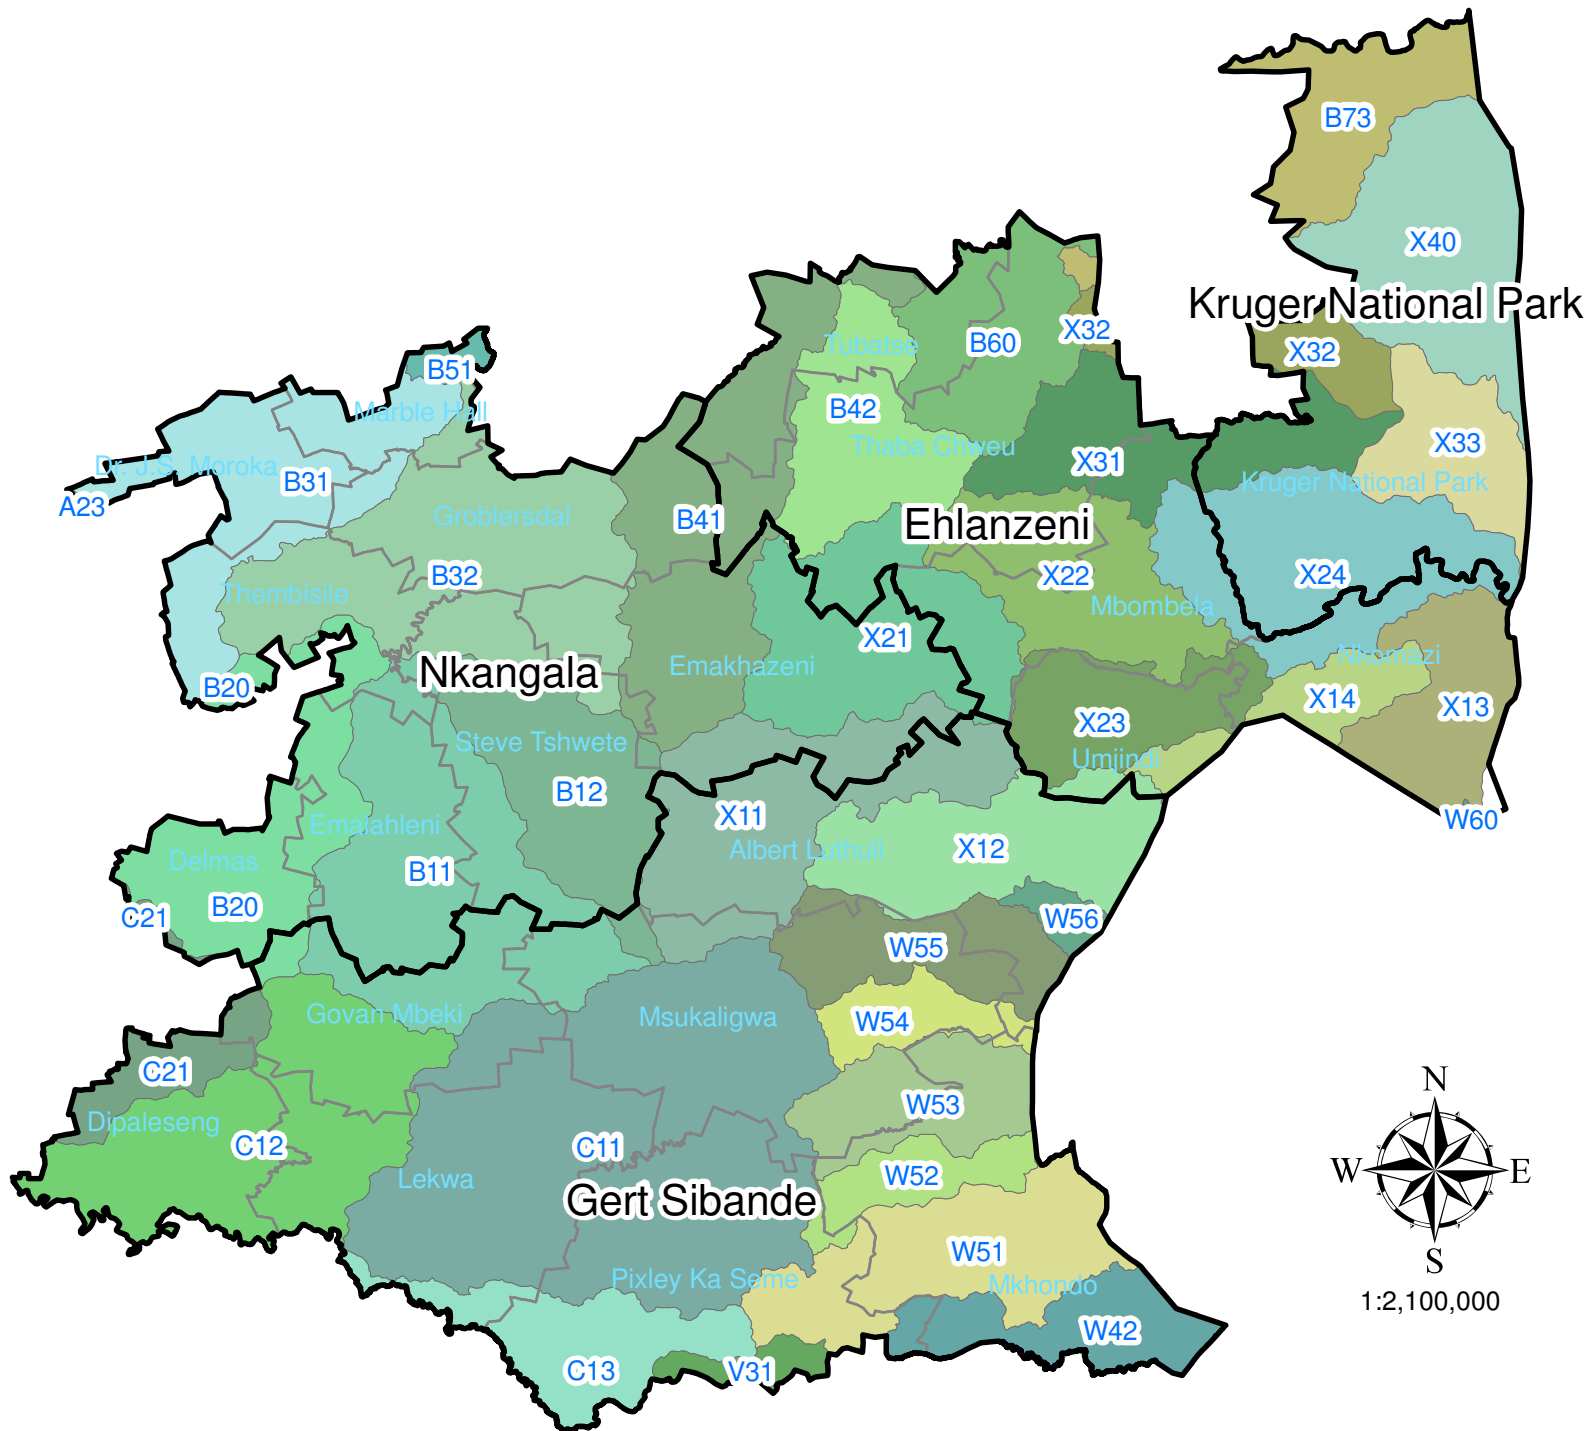 B73
X40
Kruger National Park
X32
X32
B60
Tubatse
B51
Marble Hall
B42
Thaba Chweu
X33
Dr. J.S. Moroka
B31
A23
X31
Kruger National Park
Groblersdal
B41
Ehlanzeni
B32
X22
X24
Thembisile
Mbombela
X21
Nkomazi
Nkangala
Emakhazeni
B20
X14
X13
X23
Steve Tshwete
Umjindi
B12
X11
W60
Emalahleni
Albert Luthuli
X12
Delmas
B11
B20
C21
W56
W55
Govan Mbeki
Msukaligwa
W54
C21
W53
Dipaleseng
C12
C11
Lekwa
W52
Gert Sibande
W51
Pixley Ka Seme
Mkhondo
W42
C13
V31
N
W
E
S
1:2,100,000